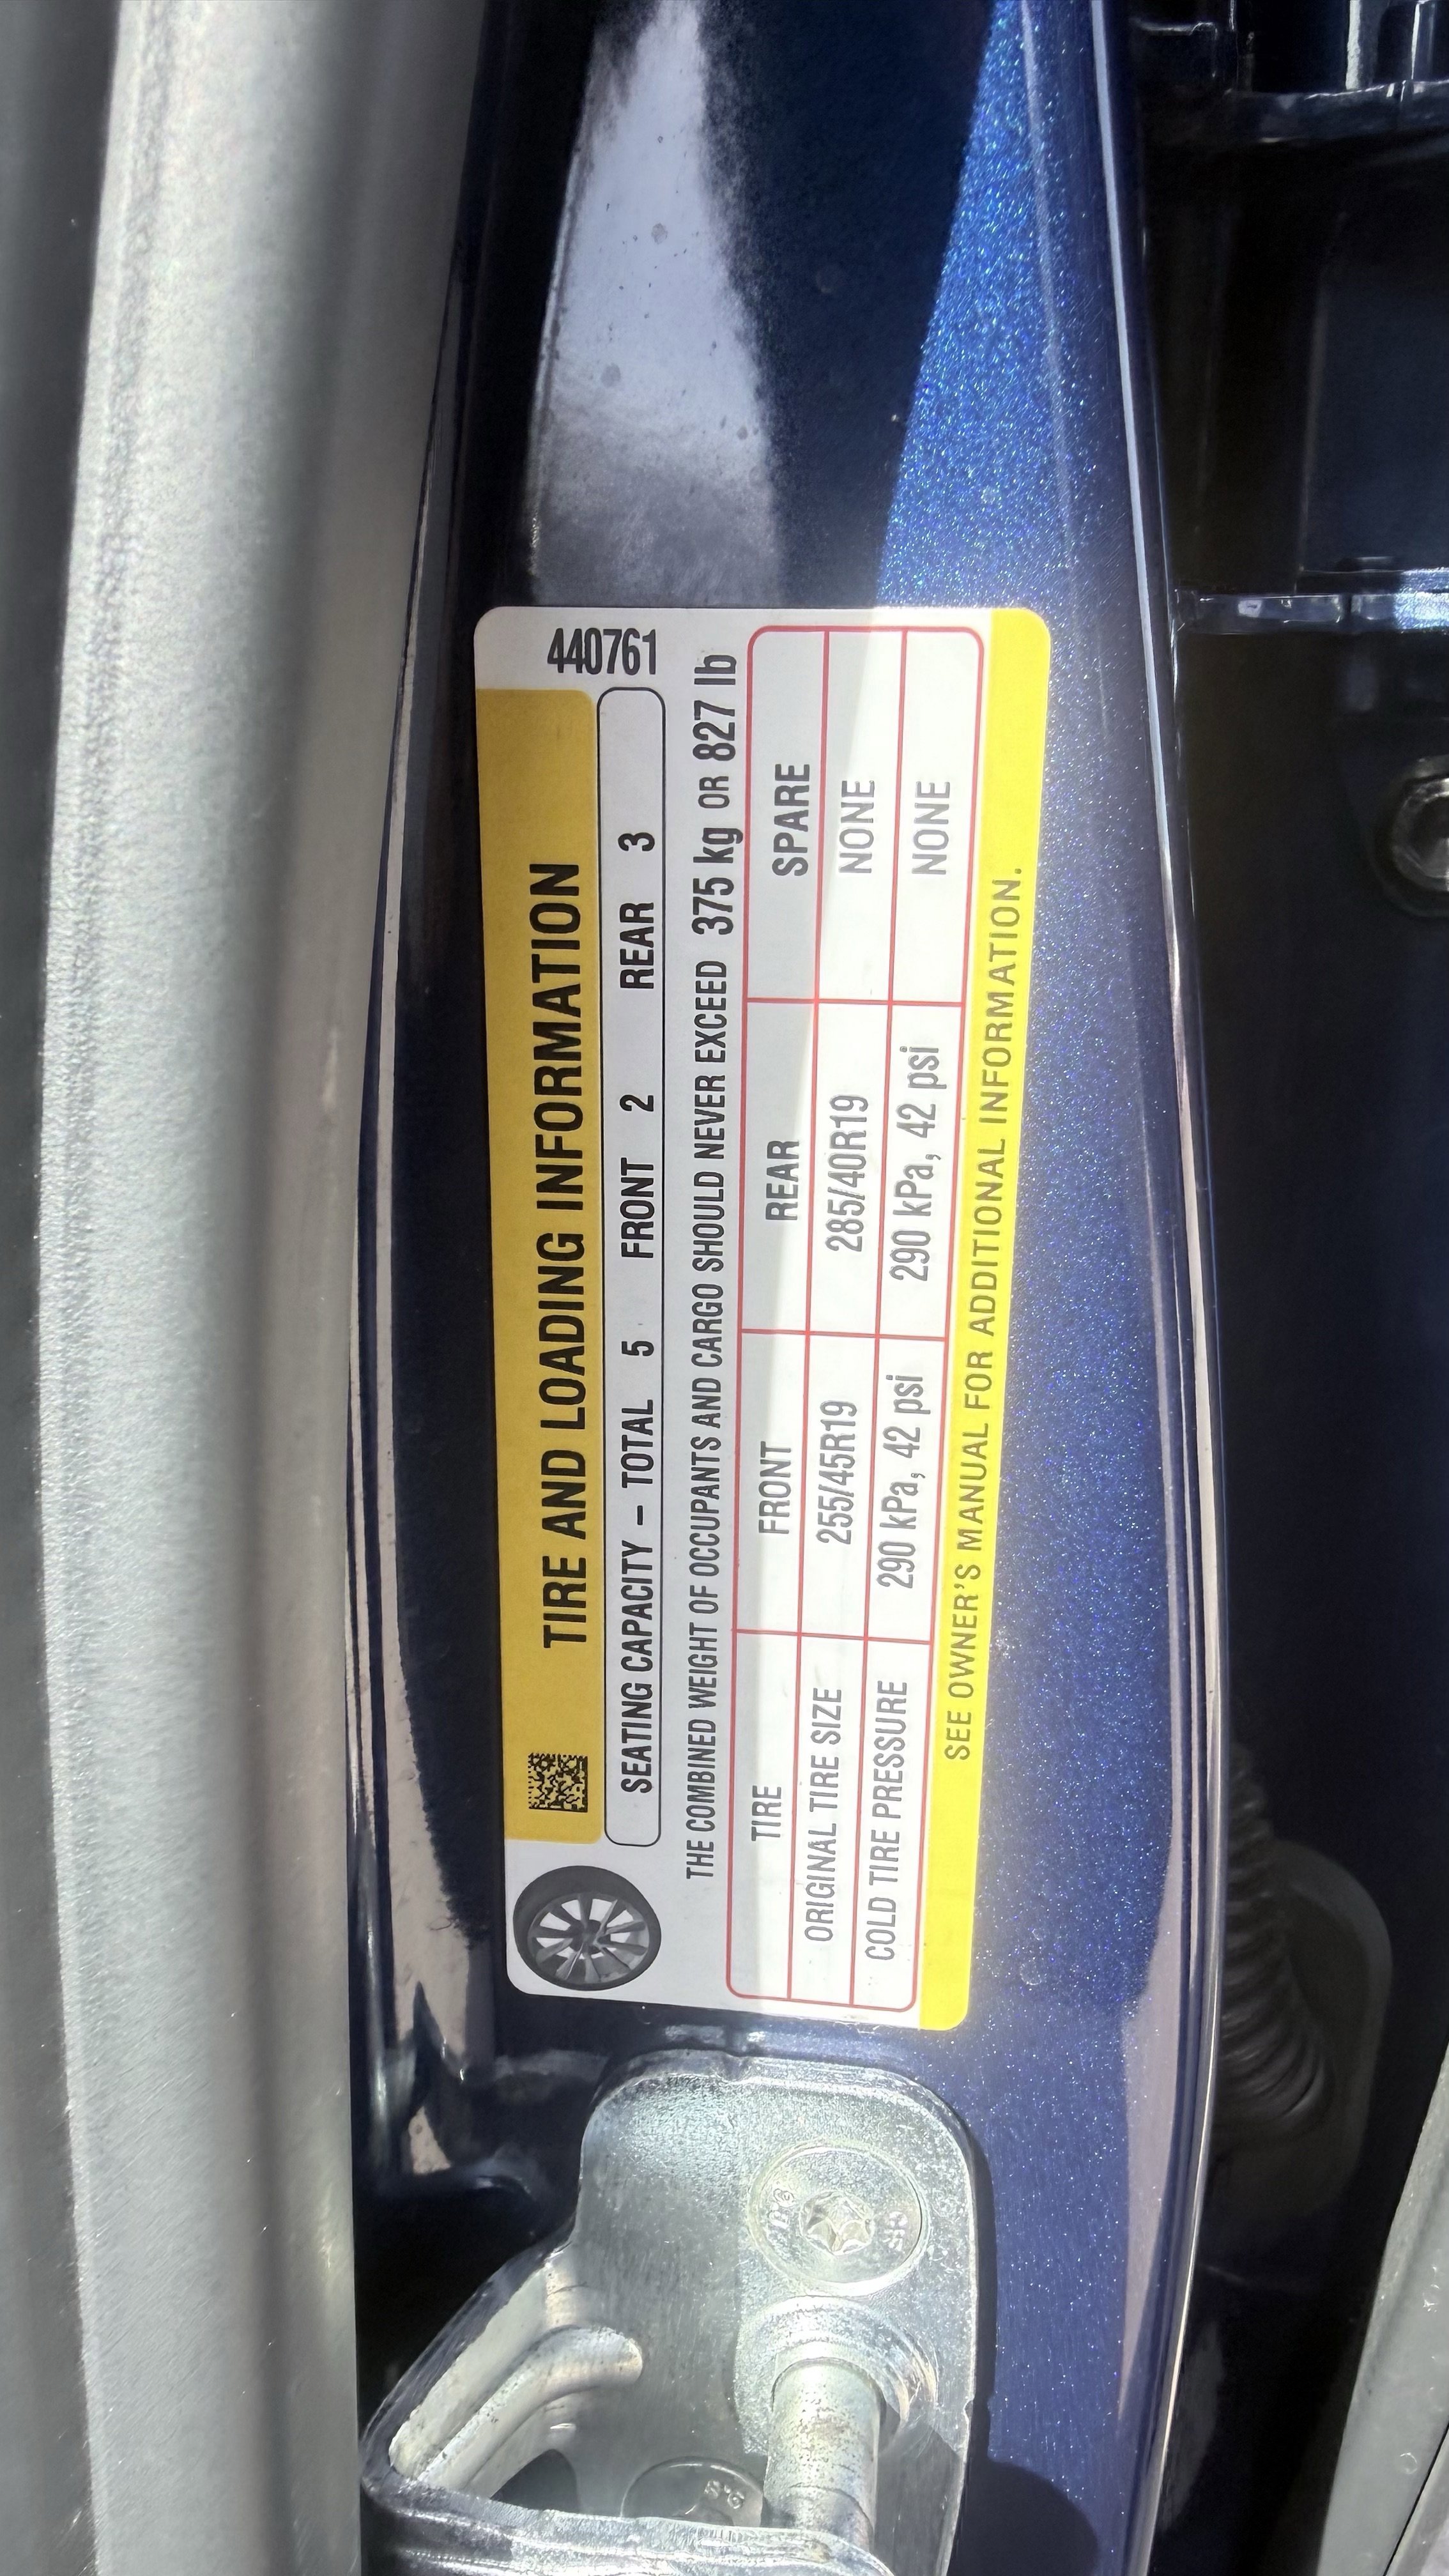 TIRE AND LOADING INFORMATION
440761
SEATING CAPACITY – TOTAL 5 FRONT 2 REAR 3
THE COMBINED WEIGHT OF OCCUPANTS AND CARGO SHOULD NEVER EXCEED 375 kg OR 827 lb
TIRE FRONT REAR SPARE
ORIGINAL TIRE SIZE 255/45R19 285/40R19 NONE
COLD TIRE PRESSURE 290 kPa, 42 psi 290 kPa, 42 psi NONE
SEE OWNER'S MANUAL FOR ADDITIONAL INFORMATION.